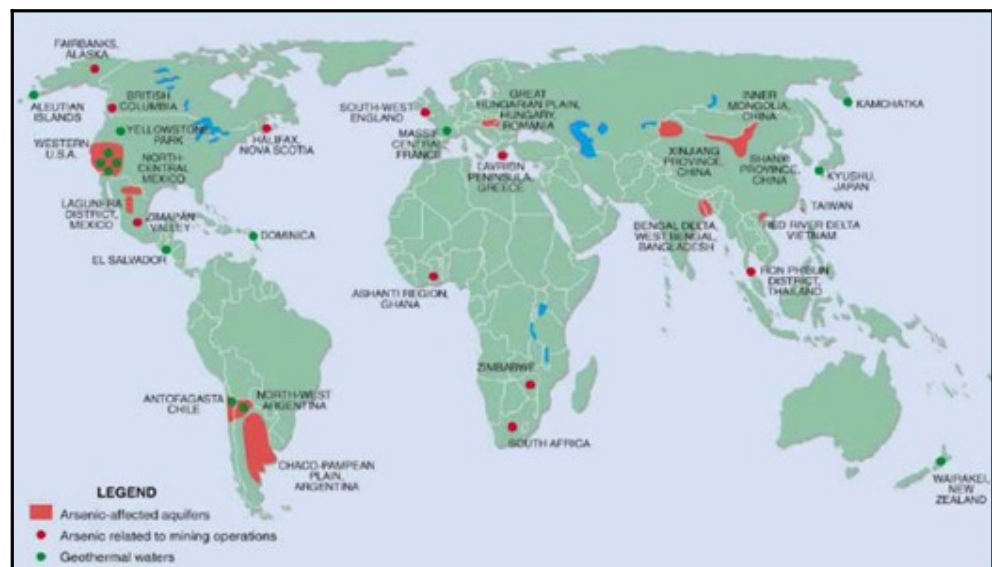 FAIRBANKS,
ALASKA
ALEUTIAN
ISLANDS
BRITISH
COLUMBIA
YELLOWSTONE
PARK
WESTERN
U.S.A.
NORTH-
CENTRAL
MEXICO
HALIFAX,
NOVA SCOTIA
LAGUNERA
DISTRICT,
MEXICO
ZIMAPAN
VALLEY
EL SALVADOR
DOMINICA
SOUTH-WEST
ENGLAND
MASSIF
CENTRAL
FRANCE
GREAT
HUNGARIAN PLAIN,
HUNGARY,
ROMANIA
LAVRION
PENINSULA,
GREECE
INNER
MONGOLIA,
CHINA
KAMCHATKA
XINJIANG
PROVINCE,
CHINA
SHANXI
PROVINCE,
CHINA
KYUSHU,
JAPAN
TAIWAN
BENGAL DELTA,
WEST BENGAL,
BANGLADESH
RED RIVER DELTA
VIETNAM
RON PHIBUN
DISTRICT,
THAILAND
ASHANTI REGION,
GHANA
ZIMBABWE
SOUTH AFRICA
ANTOFAGASTA
CHILE
NORTH-WEST
ARGENTINA
CHACO-PAMPEAN
PLAIN,
ARGENTINA
WAIRAKEI,
NEW
ZEALAND
LEGEND
Arsenic-affected aquifers
Arsenic related to mining operations
Geothermal waters